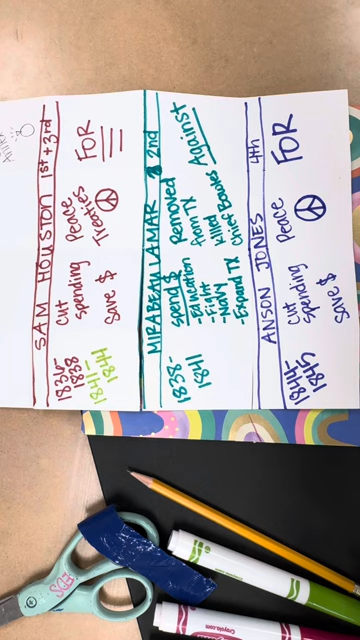 SAM HOUSTON 1st + 3rd
1836-
1838
1841-
1844
Cut
spending
Save $
Peace
Treaties
FOR
MIRABEAU LAMAR 2nd
1838-
1841
spend $
-Education
-Fight
-Navy
-Expand TX
Removed
from TX
killed
Chief Bowles
Against
ANSON JONES 4th
1844-
1845
Cut
spending
save $
Peace
FOR
Crayola